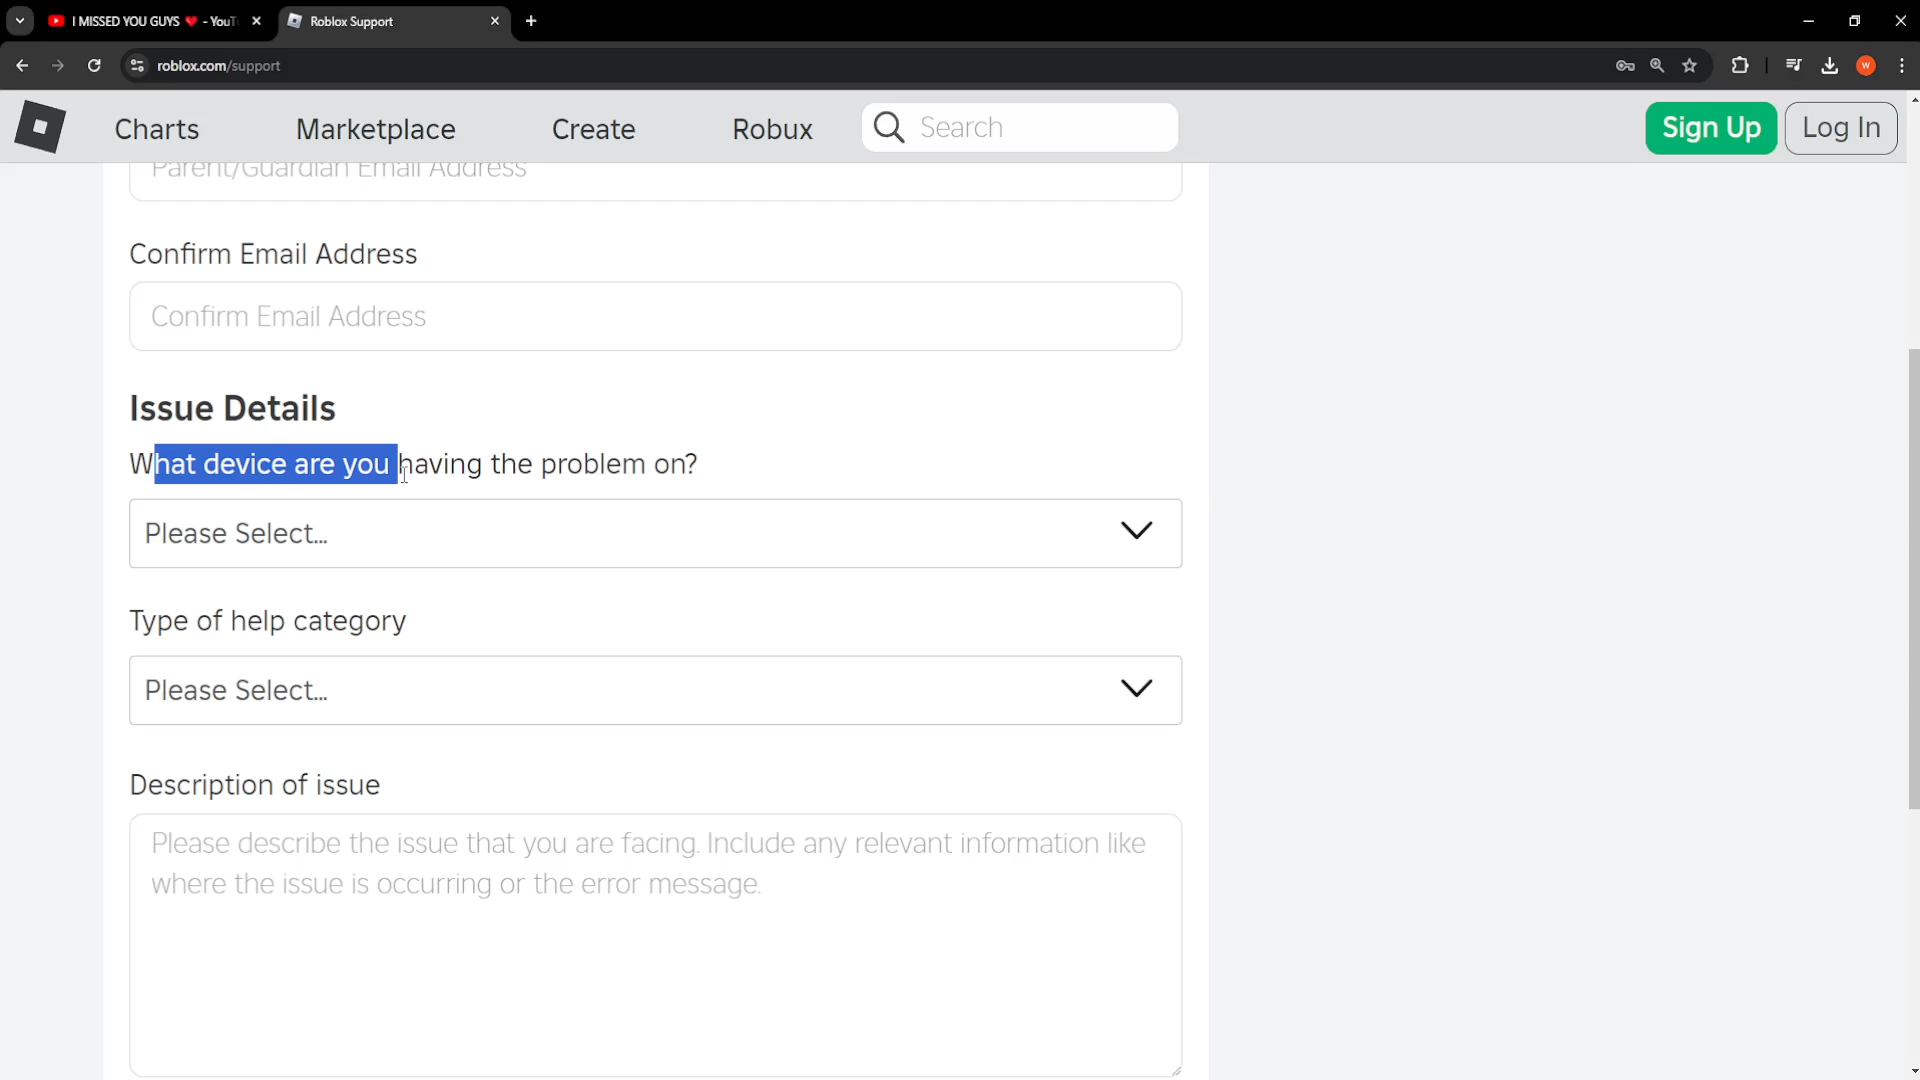 I MISSED YOU GUYS ❤ - YouT
Roblox Support
roblox.com/support
W
Charts
Marketplace
Create
Robux
Search
Sign Up
Log In
Parent/Guardian Email Address
Confirm Email Address
Confirm Email Address
Issue Details
What device are you having the problem on?
Please Select...
Type of help category
Please Select...
Description of issue
Please describe the issue that you are facing. Include any relevant information like
where the issue is occurring or the error message.